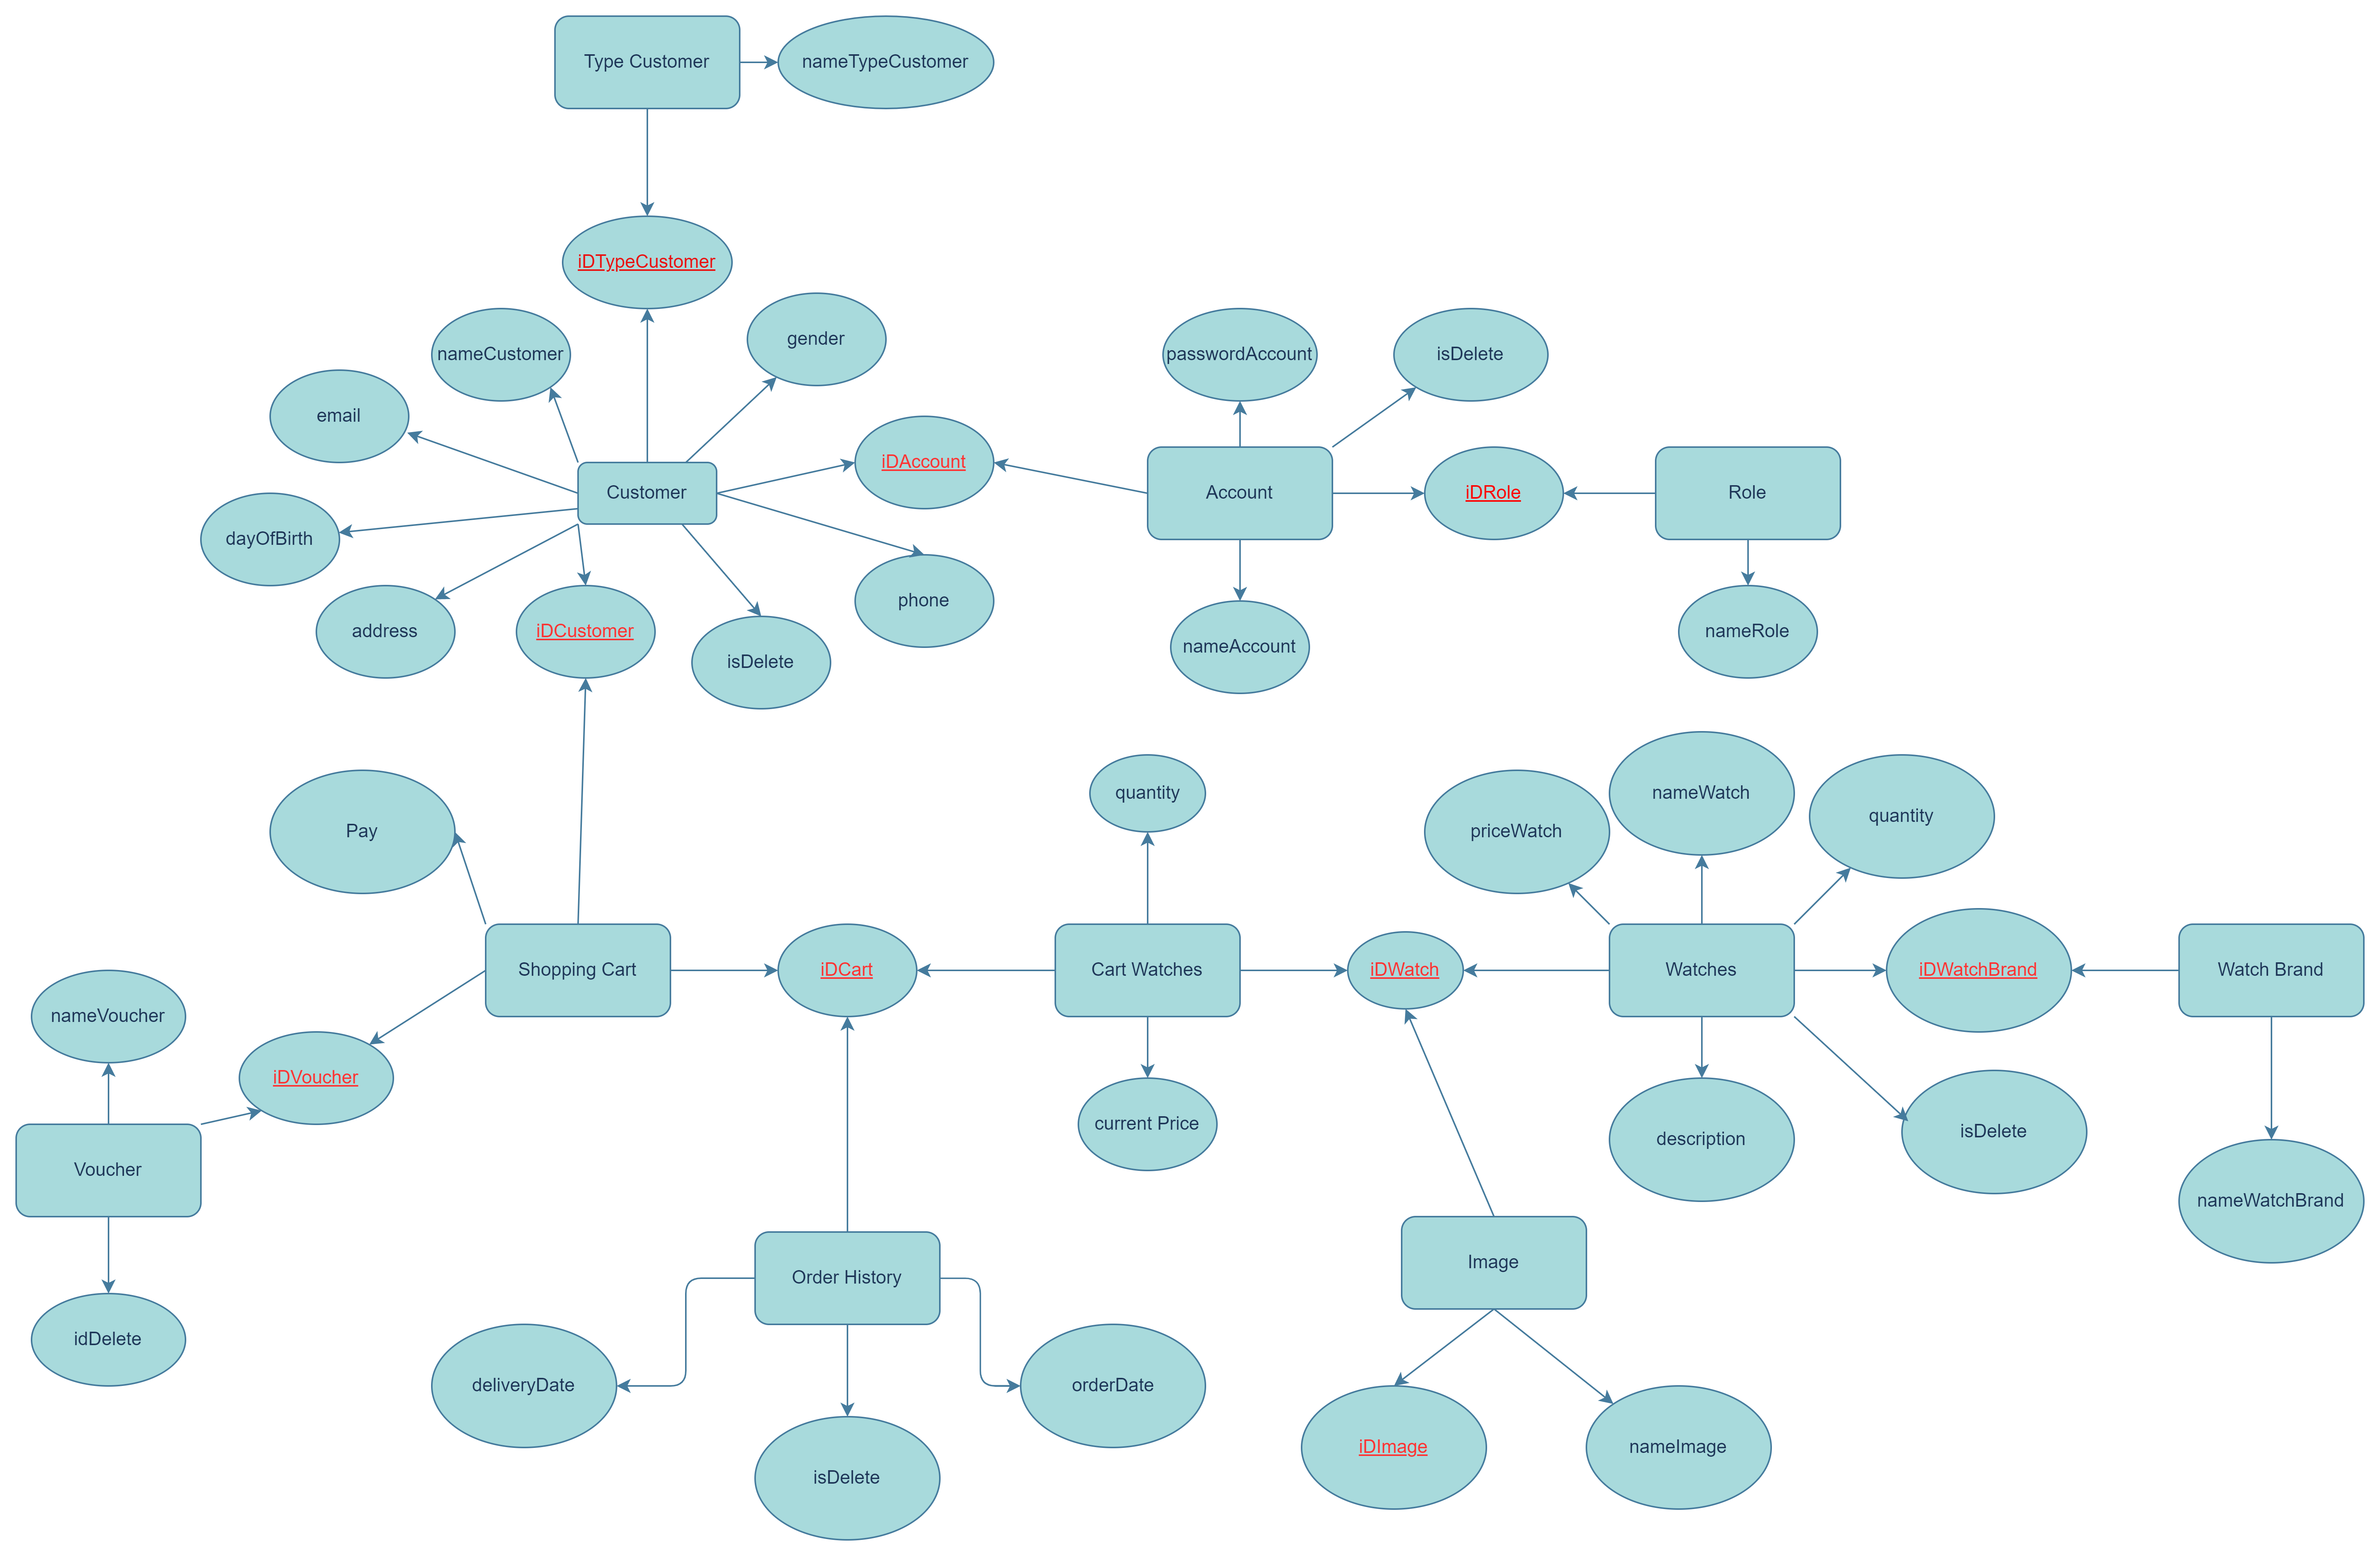 Type Customer
nameTypeCustomer
iDTypeCustomer
gender
nameCustomer
passwordAccount
isDelete
email
iDAccount
Customer
Account
iDRole
Role
dayOfBirth
phone
address
iDCustomer
nameRole
nameAccount
isDelete
quantity
nameWatch
quantity
Pay
priceWatch
Shopping Cart
iDCart
Cart Watches
iDWatch
Watches
iDWatchBrand
Watch Brand
nameVoucher
iDVoucher
current Price
description
isDelete
Voucher
nameWatchBrand
Image
Order History
idDelete
deliveryDate
orderDate
iDImage
nameImage
isDelete